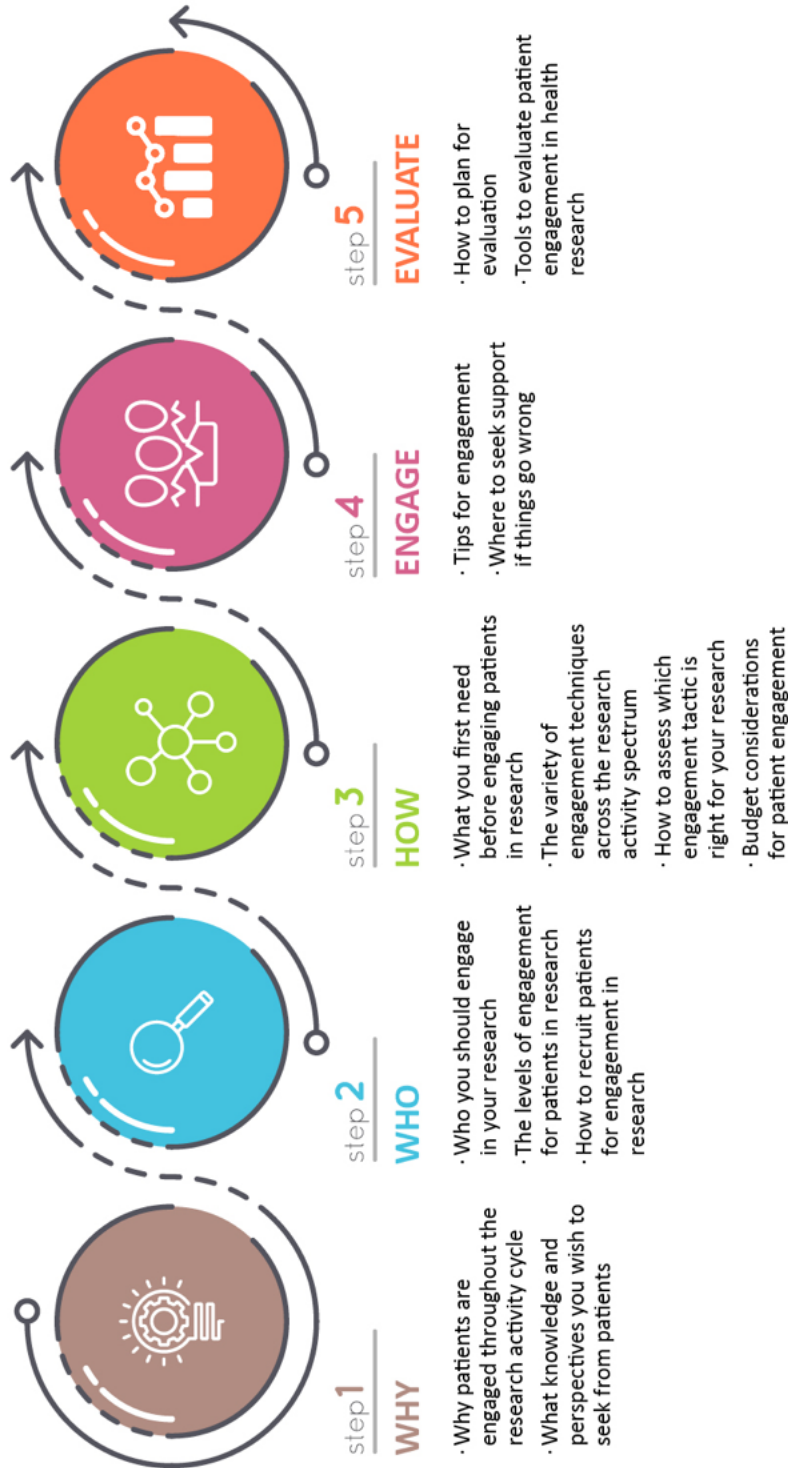 step 1
WHY
· Why patients are
engaged throughout the
research activity cycle
· What knowledge and
perspectives you wish to
seek from patients
step 2
WHO
· Who you should engage
in your research
· The levels of engagement
for patients in research
· How to recruit patients
for engagement in
research
step 3
HOW
· What you first need
before engaging patients
in research
· The variety of
engagement techniques
across the research
activity spectrum
· How to assess which
engagement tactic is
right for your research
· Budget considerations
for patient engagement
step 4
ENGAGE
· Tips for engagement
· Where to seek support
if things go wrong
step 5
EVALUATE
· How to plan for
evaluation
· Tools to evaluate patient
engagement in health
research